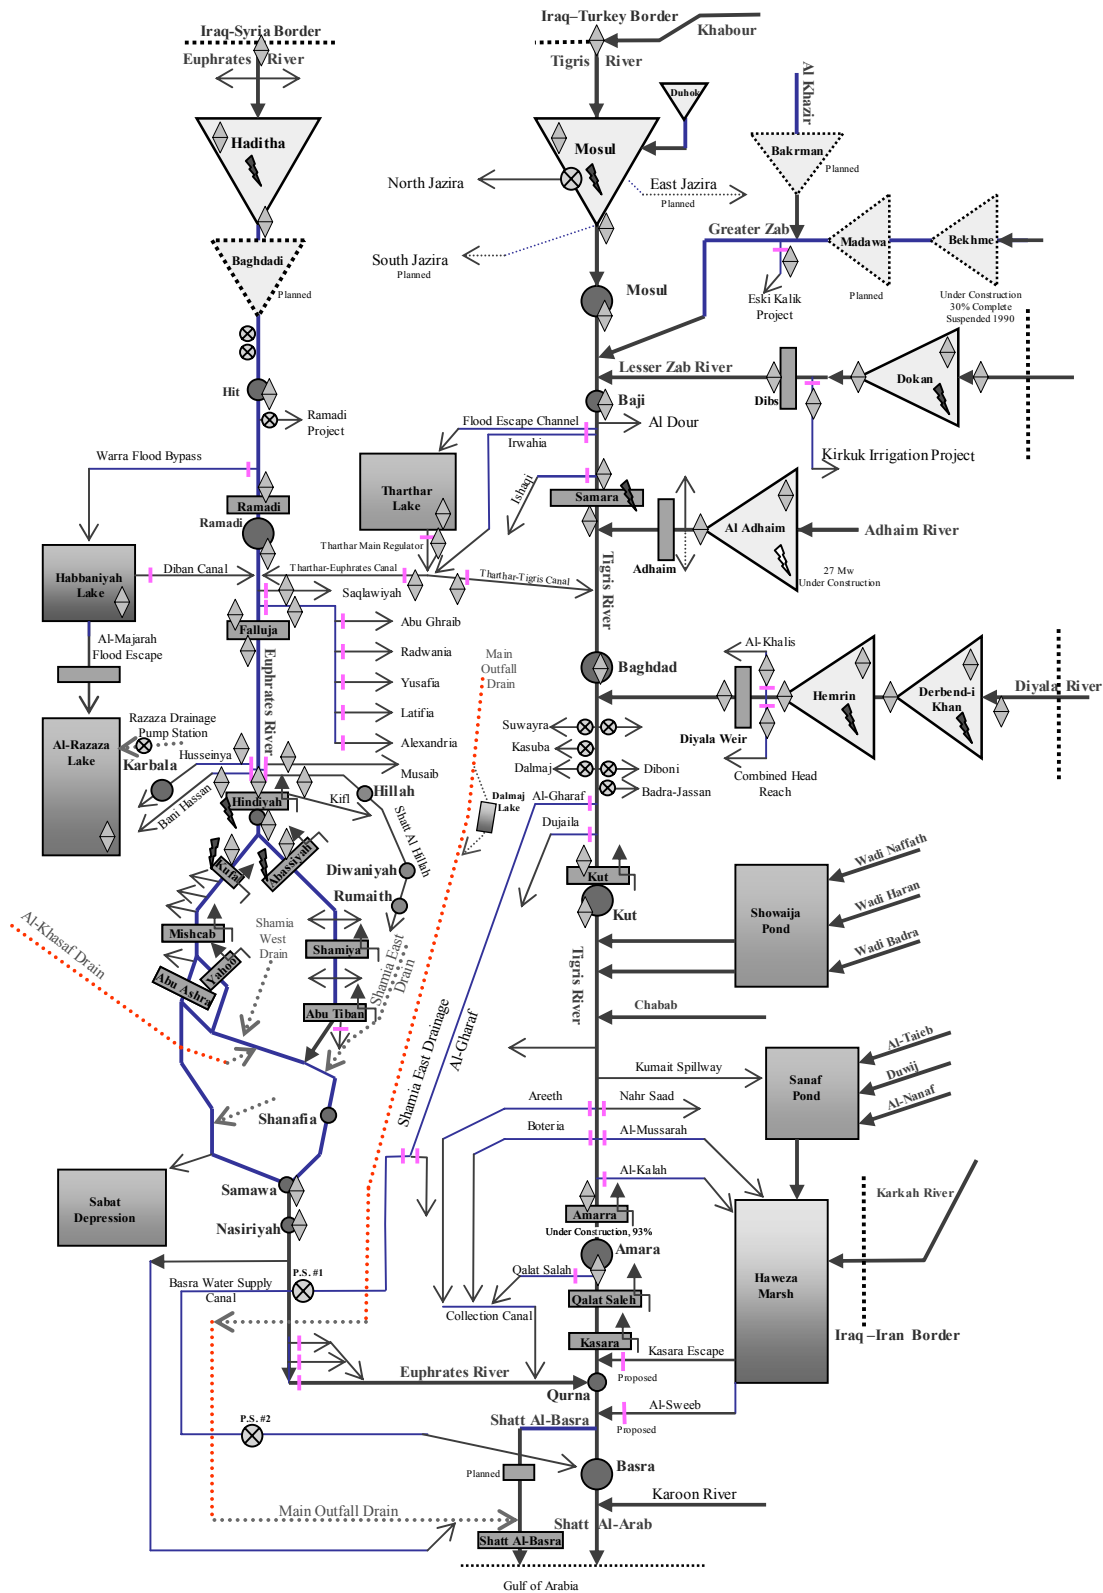 Iraq-Syria Border
Euphrates River
Iraq–Turkey Border
Khabour
Tigris River
Duhok
Al Khazir
Haditha
Mosul
Bakrman
Planned
North Jazira
East Jazira
Planned
Greater Zab
Madawa
Planned
Bekhme
Under Construction
30% Complete
Suspended 1990
Baghdadi
Planned
South Jazira
Planned
Mosul
Eski Kalik
Project
Lesser Zab River
Dibs
Dokan
Hit
Baji
Ramadi
Project
Flood Escape Channel
Irwahia
Al Dour
Kirkuk Irrigation Project
Warra Flood Bypass
Tharthar
Lake
Ishaqi
Samara
Ramadi
Ramadi
Al Adhaim
Adhaim River
Tharthar Main Regulator
Adhaim
27 Mw
Under Construction
Habbaniyah
Lake
Diban Canal
Tharthar-Euphrates Canal
Tharthar-Tigris Canal
Tigris River
Saqlawiyah
Abu Ghraib
Falluja
Al-Majarah
Flood Escape
Euphrates River
Radwania
Main
Outfall
Drain
Baghdad
Al-Khalis
Yusafia
Hemrin
Derbend-i
Khan
Diyala River
Latifia
Diyala Weir
Al-Razaza
Lake
Razaza Drainage
Pump Station
Karbala
Alexandria
Suwayra
Kasuba
Dalmaj
Diboni
Badra-Jassan
Combined Head
Reach
Husseinya
Musaib
Bani Hassan
Hindiyah
Kifl
Hillah
Dalmaj
Lake
Al-Gharaf
Dujaila
Shatt Al Hillah
Kufa
Abassiyah
Diwaniyah
Rumaith
Kut
Kut
Showaija
Pond
Wadi Naffath
Wadi Haran
Wadi Badra
Al-Khasaf Drain
Mishcab
Yahoo
Abu Ashra
Shamia
West
Drain
Shamiya
Abu Tiban
Shamia East
Drain
Tigris River
Chabab
Shamia East Drainage
Al-Gharaf
Kumait Spillway
Sanaf
Pond
Al-Taieb
Duwij
Al-Nanaf
Shanafia
Areeth
Nahr Saad
Boteria
Al-Mussarah
Al-Kalah
Sabat
Depression
Samawa
Nasiriyah
Amarra
Under Construction, 93%
Amara
Karkah River
Haweza
Marsh
Iraq –Iran Border
Basra Water Supply
Canal
P.S. #1
Qalat Salah
Qalat Saleh
Collection Canal
Kasara
Kasara Escape
Proposed
Euphrates River
Qurna
Al-Sweeb
Proposed
P.S. #2
Shatt Al-Basra
Planned
Basra
Karoon River
Main Outfall Drain
Shatt Al-Arab
Shatt Al-Basra
Gulf of Arabia